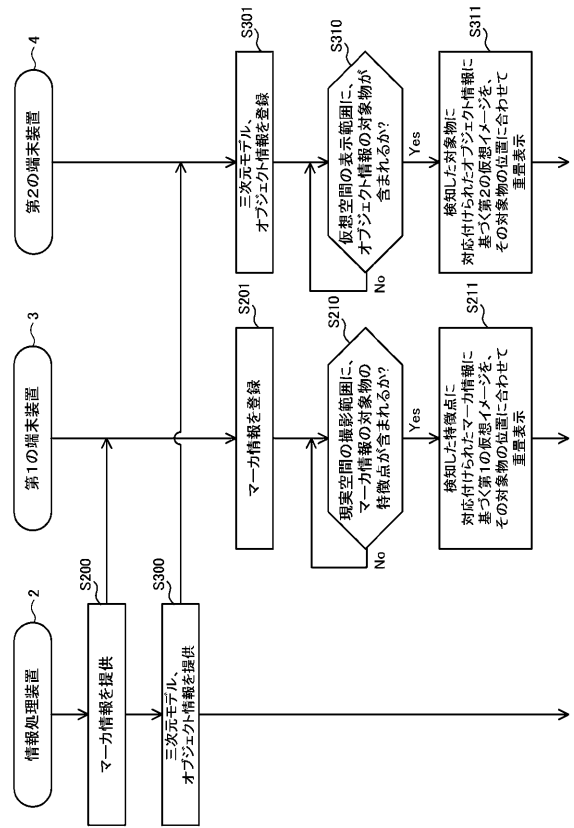 情報処理装置
2
マーカ情報を提供
S200
三次元モデル、
オブジェクト情報を提供
S300
第1の端末装置
3
マーカ情報を登録
S201
現実空間の撮影範囲に、
マーカ情報の対象物の
特徴点が含まれるか?
S210
No
Yes
検知した特徴点に
対応付けられたマーカ情報に
基づく第1の仮想イメージを、
その対象物の位置に合わせて
重畳表示
S211
第2の端末装置
4
三次元モデル、
オブジェクト情報を登録
S301
仮想空間の表示範囲に、
オブジェクト情報の対象物が
含まれるか?
S310
No
Yes
検知した対象物に
対応付けられたオブジェクト情報に
基づく第2の仮想イメージを、
その対象物の位置に合わせて
重畳表示
S311